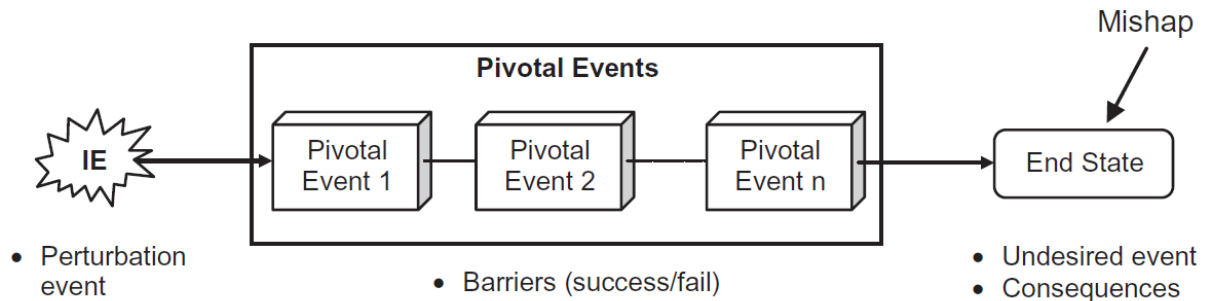 Mishap
Pivotal Events
IE
Pivotal
Event 1
Pivotal
Event 2
Pivotal
Event n
End State
• Perturbation
event
• Barriers (success/fail)
• Undesired event
• Consequences